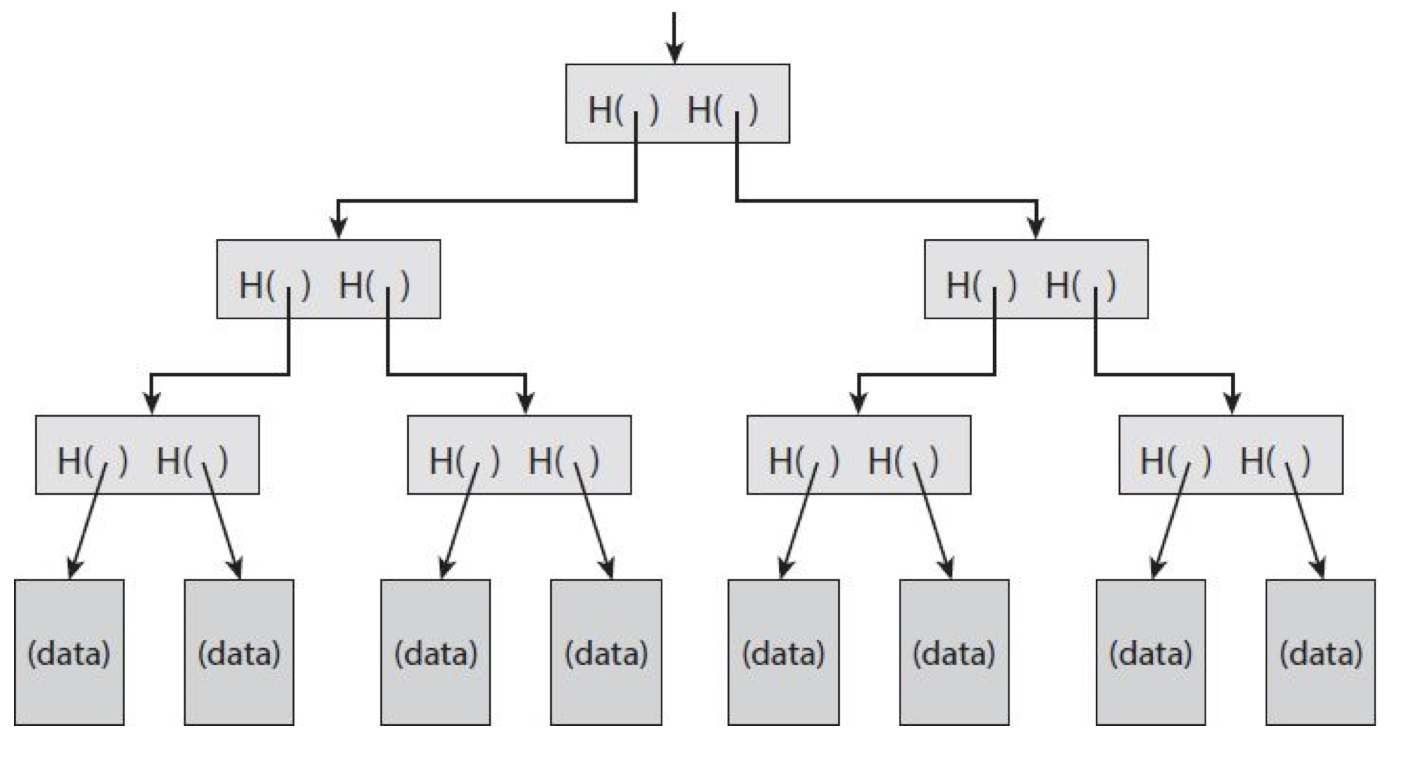 H( ) H( )
H( ) H( ) H( ) H( )
H( ) H( ) H( ) H( ) H( ) H( ) H( ) H( )
(data) (data) (data) (data) (data) (data) (data) (data)